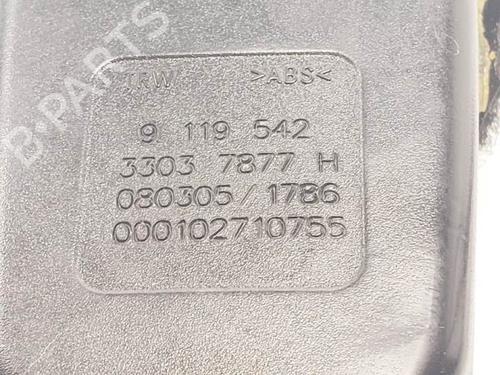 B-PARTS
TRW >ABS<
9 119 542
3303 7877 H
080305/1786
000102710755